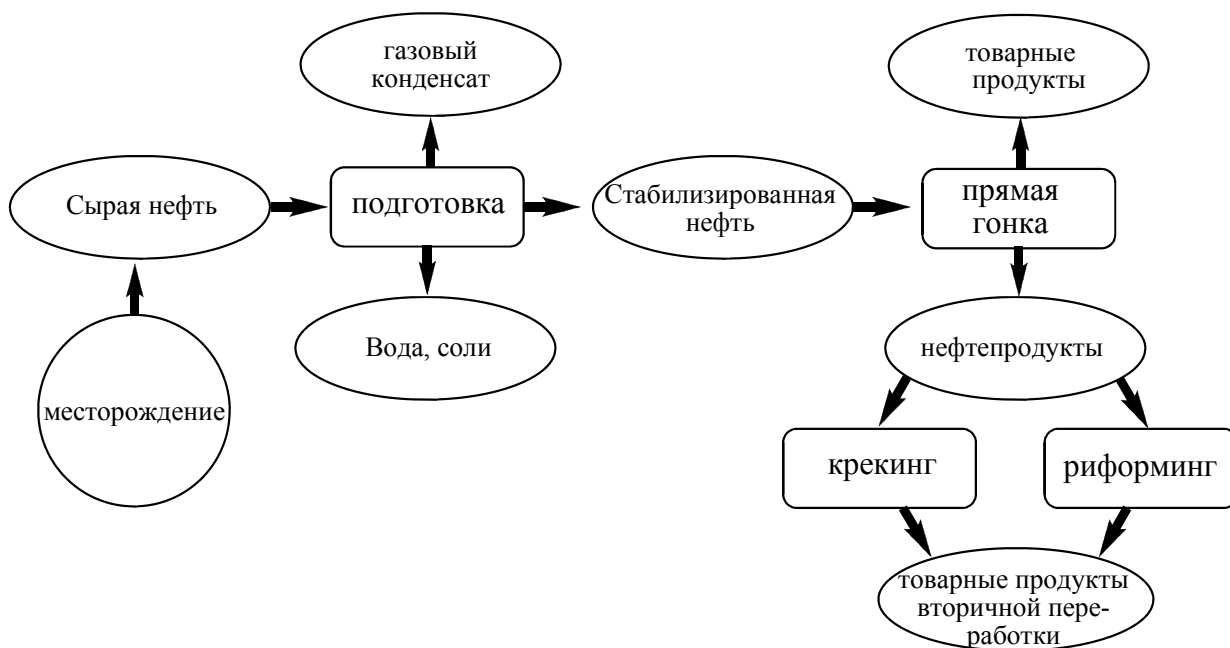 газовый
конденсат
товарные
продукты
Сырая нефть
подготовка
Стабилизированная
нефть
прямая
гонка
Вода, соли
нефтепродукты
месторождение
крекинг
риформинг
товарные продукты
вторичной пере-
работки